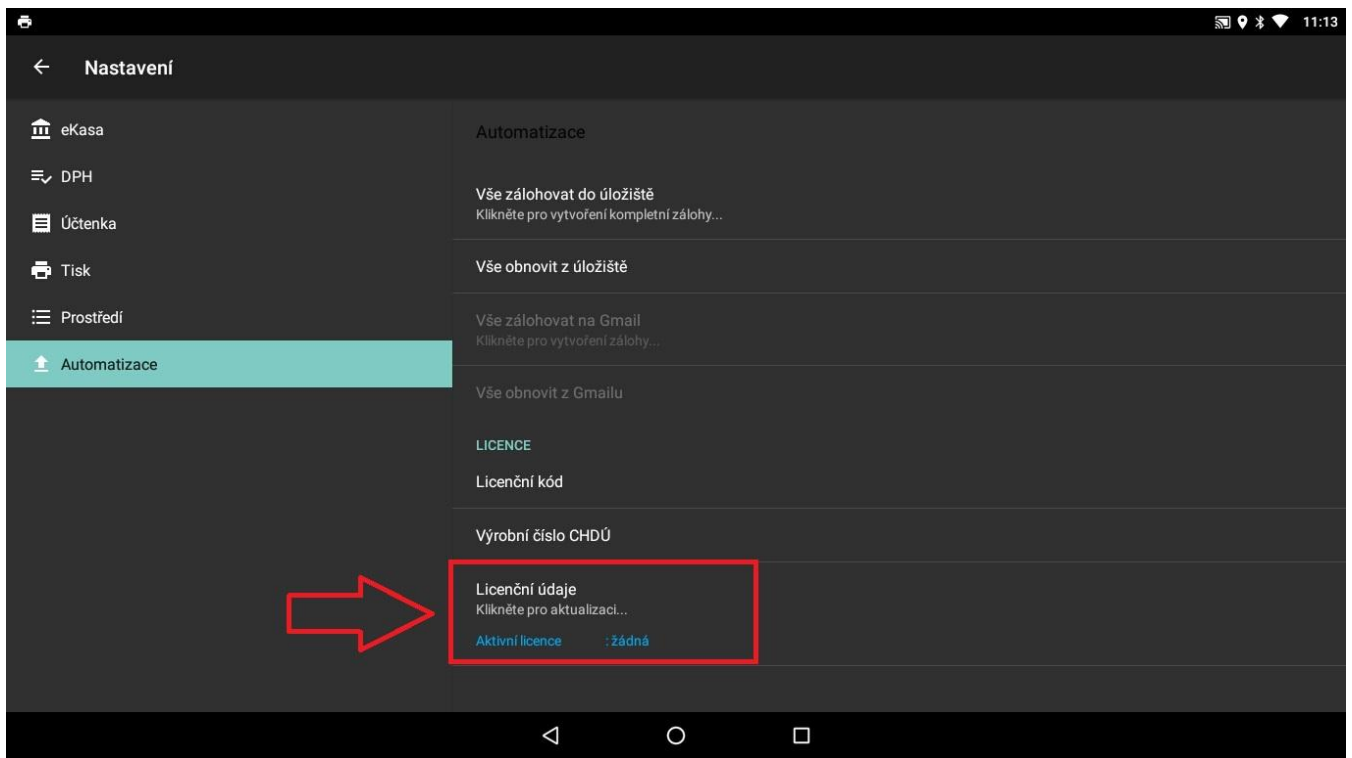 11:13
Nastavení
eKasa
DPH
Účtenka
Tisk
Prostředí
Automatizace
Automatizace
Vše zálohovat do úložiště
Klikněte pro vytvoření kompletní zálohy...
Vše obnovit z úložiště
Vše zálohovat na Gmail
Klikněte pro vytvoření zálohy...
Vše obnovit z Gmailu
LICENCE
Licenční kód
Výrobní číslo CHDÚ
Licenční údaje
Klikněte pro aktualizaci...
Aktivní licence :žádná